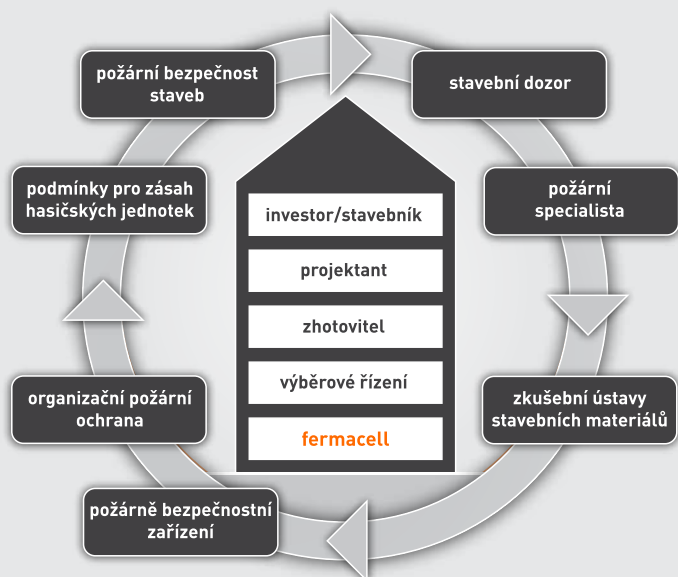 požární bezpečnost
staveb
stavební dozor
podmínky pro zásah
hasičských jednotek
požární
specialista
investor/stavebník
projektant
zhotovitel
výběrové řízení
fermacell
organizační požární
ochrana
zkušební ústavy
stavebních materiálů
požárně bezpečnostní
zařízení